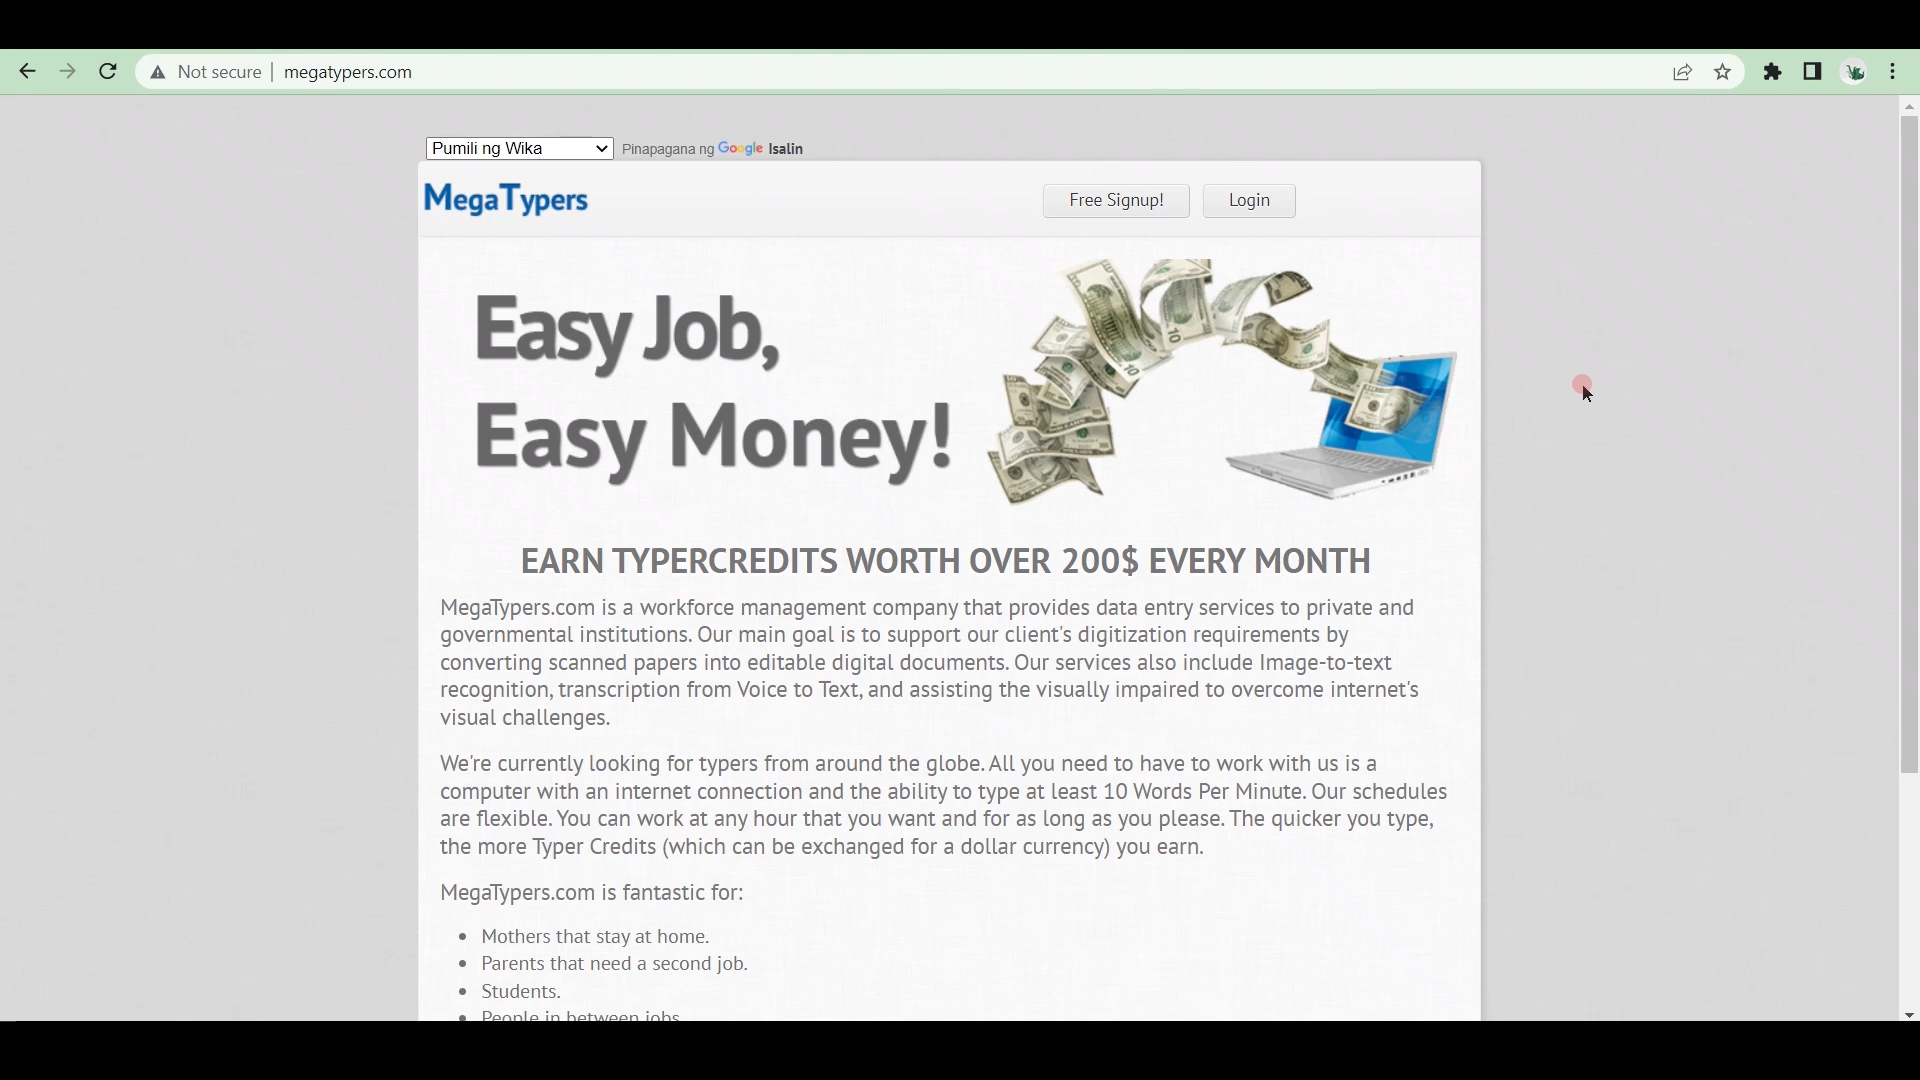 Not secure | megatypers.com
Pumili ng Wika Pinapagana ng Google Isalin
MegaTypers Free Signup! Login
Easy Job,
Easy Money!
EARN TYPERCREDITS WORTH OVER 200$ EVERY MONTH
MegaTypers.com is a workforce management company that provides data entry services to private and
governmental institutions. Our main goal is to support our client's digitization requirements by
converting scanned papers into editable digital documents. Our services also include Image-to-text
recognition, transcription from Voice to Text, and assisting the visually impaired to overcome internet's
visual challenges.
We're currently looking for typers from around the globe. All you need to have to work with us is a
computer with an internet connection and the ability to type at least 10 Words Per Minute. Our schedules
are flexible. You can work at any hour that you want and for as long as you please. The quicker you type,
the more Typer Credits (which can be exchanged for a dollar currency) you earn.
MegaTypers.com is fantastic for:
• Mothers that stay at home.
• Parents that need a second job.
• Students.
• People in between jobs